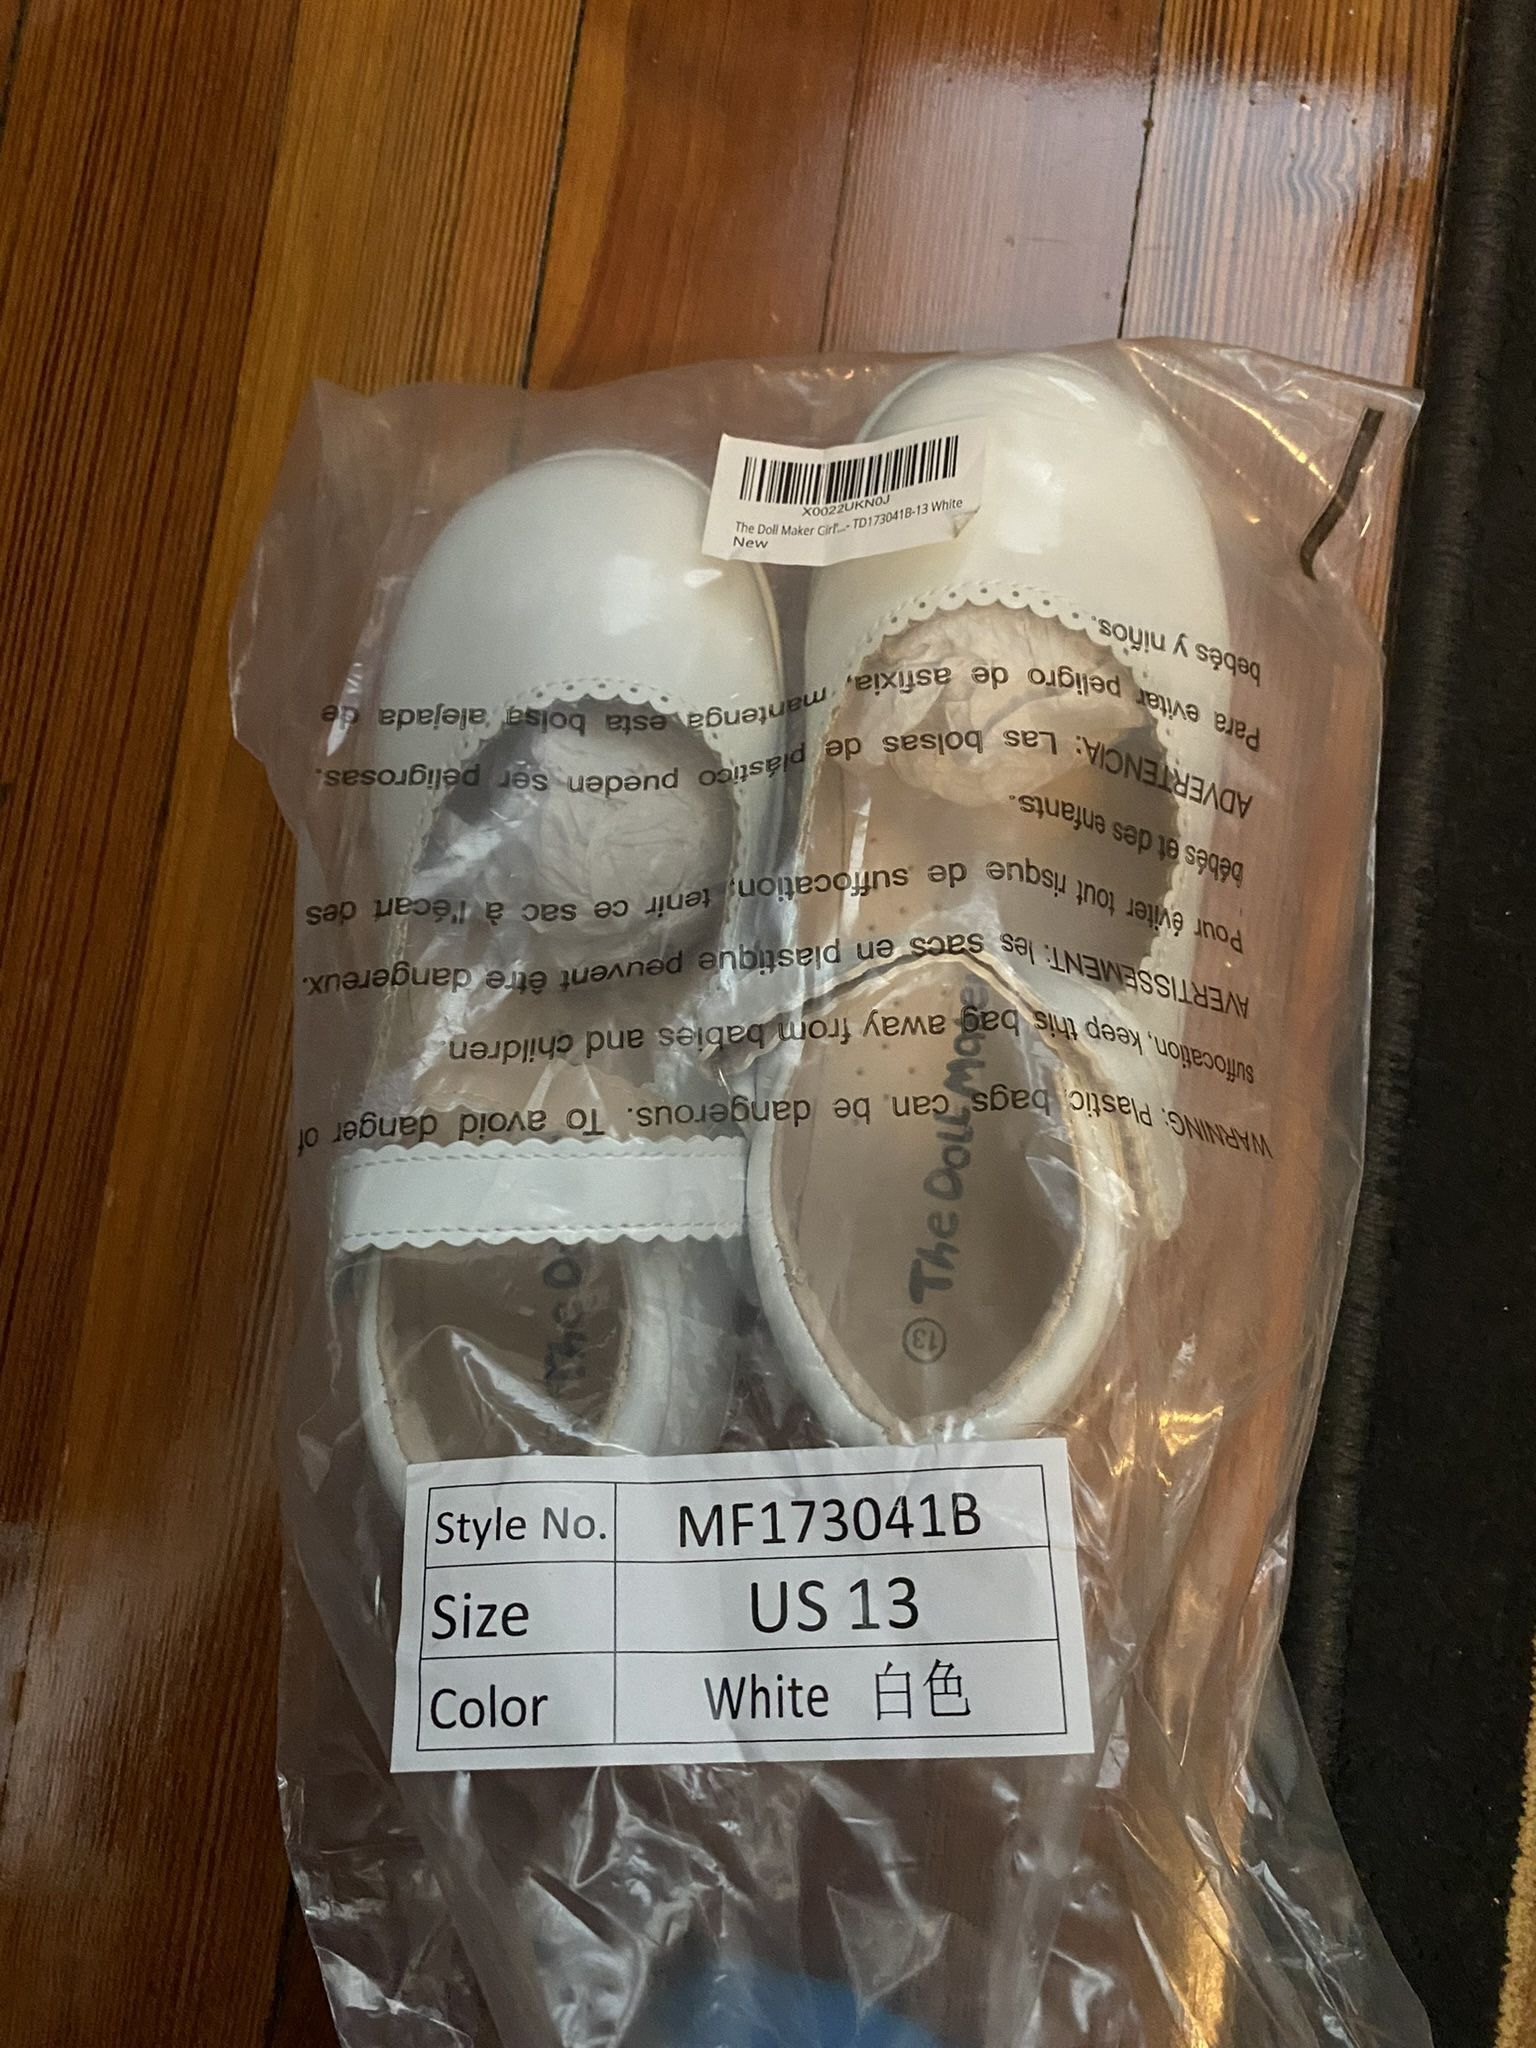 X0022UKN0J
The Doll Maker Girl'...- TD173041B-13 White
New
WARNING: Plastic bags can be dangerous. To avoid danger of
suffocation, keep this bag away from babies and children.
AVERTISSEMENT: les sacs en plastique peuvent être dangereux.
Pour éviter tout risque de suffocation, tenir ce sac à l'écart des
bébés et des enfants.
ADVERTENCIA: Las bolsas de plástico pueden ser peligrosas.
Para evitar peligro de asfixia, mantenga esta bolsa alejada de
bebés y niños.
The Do
13 The Doll Make
Style No. MF173041B
Size US 13
Color White 白色